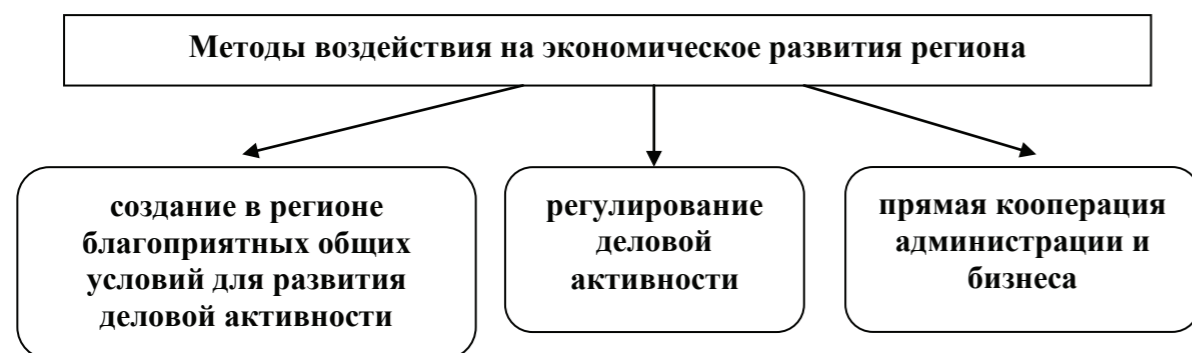 Методы воздействия на экономическое развития региона
создание в регионе
благоприятных общих
условий для развития
деловой активности
регулирование
деловой
активности
прямая кооперация
администрации и
бизнеса